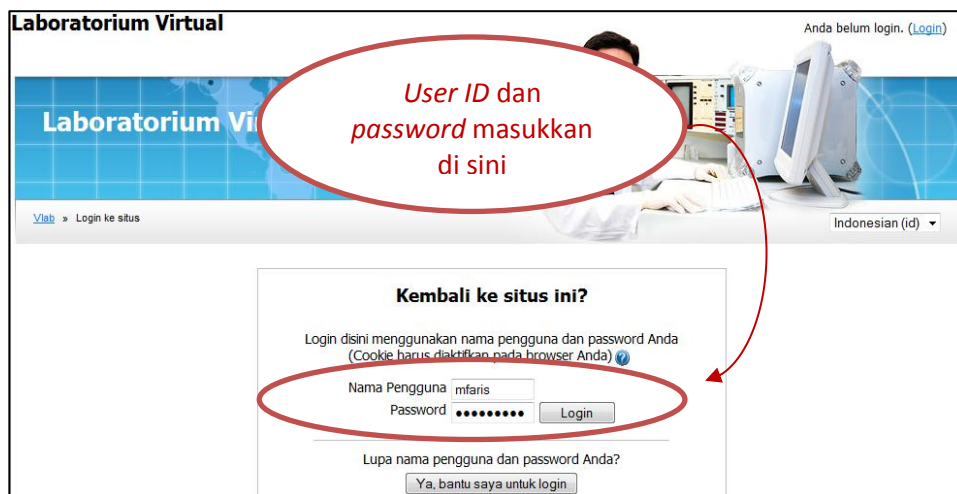 Laboratorium Virtual
Anda belum login. (Login)
User ID dan
password masukkan
di sini
Laboratorium Vi
Vlab » Login ke situs
Indonesian (id)
Kembali ke situs ini?
Login disini menggunakan nama pengguna dan password Anda
(Cookie harus diaktifkan pada browser Anda)
Nama Pengguna mfaris
Password ••••••••• Login
Lupa nama pengguna dan password Anda?
Ya, bantu saya untuk login